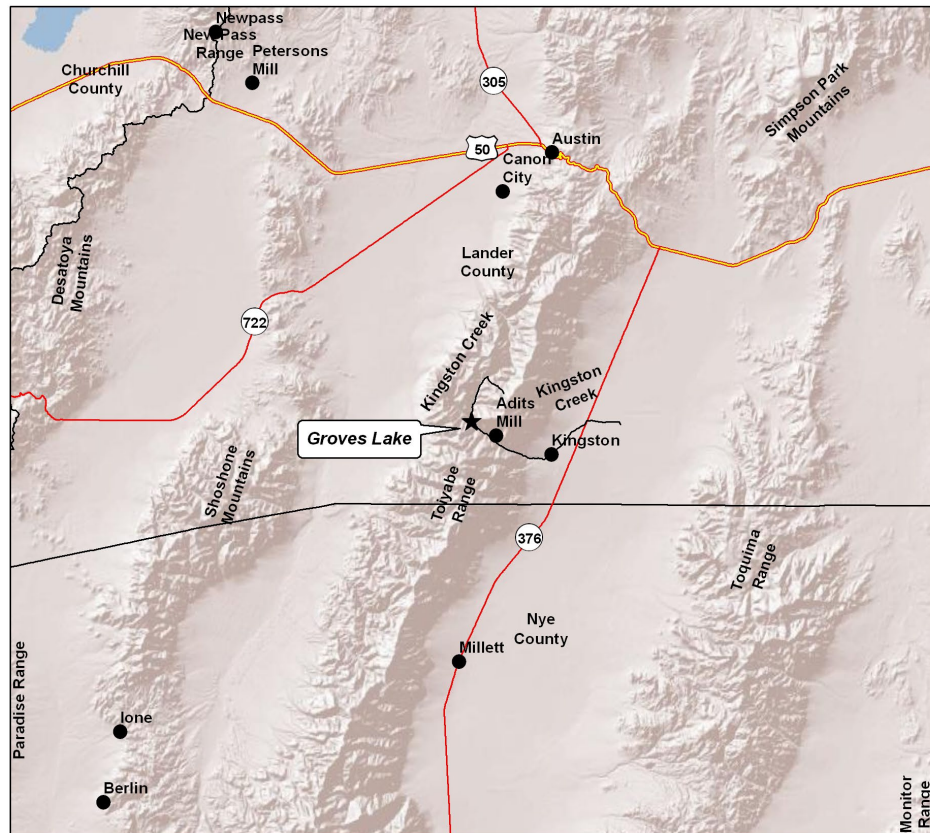 Newpass
New Pass
Range
Petersons
Mill
Churchill
County
305
Simpson Park
Mountains
Austin
50
Canon
City
Desatoya
Mountains
Lander
County
722
Kingston Creek
Kingston
Creek
Adits
Mill
Groves Lake
Kingston
Shoshone
Mountains
Toiyabe
Range
376
Toquima
Range
Nye
County
Millett
Paradise Range
Ione
Berlin
Monitor
Range